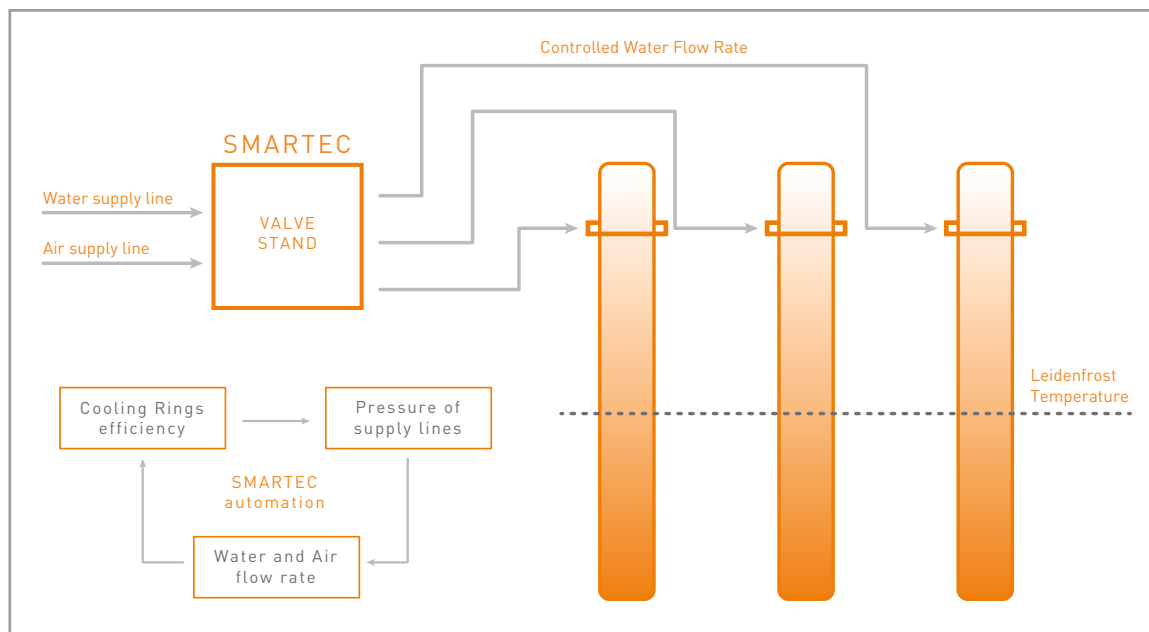 Controlled Water Flow Rate
SMARTEC
Water supply line
VALVE
STAND
Air supply line
Leidenfrost
Temperature
Cooling Rings
efficiency
Pressure of
supply lines
SMARTEC
automation
Water and Air
flow rate